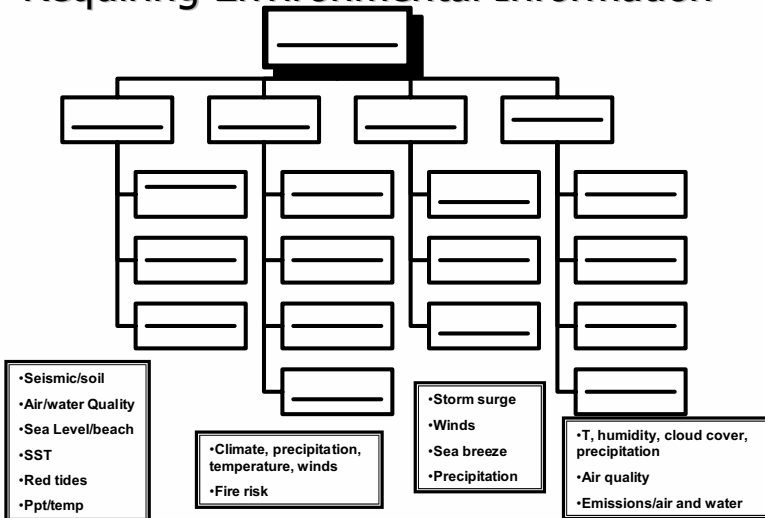 Requiring Environmental Information
•Seismic/soil
•Air/water Quality
•Sea Level/beach
•SST
•Red tides
•Ppt/temp
•Climate, precipitation,
temperature, winds
•Fire risk
•Storm surge
•Winds
•Sea breeze
•Precipitation
•T, humidity, cloud cover,
precipitation
•Air quality
•Emissions/air and water